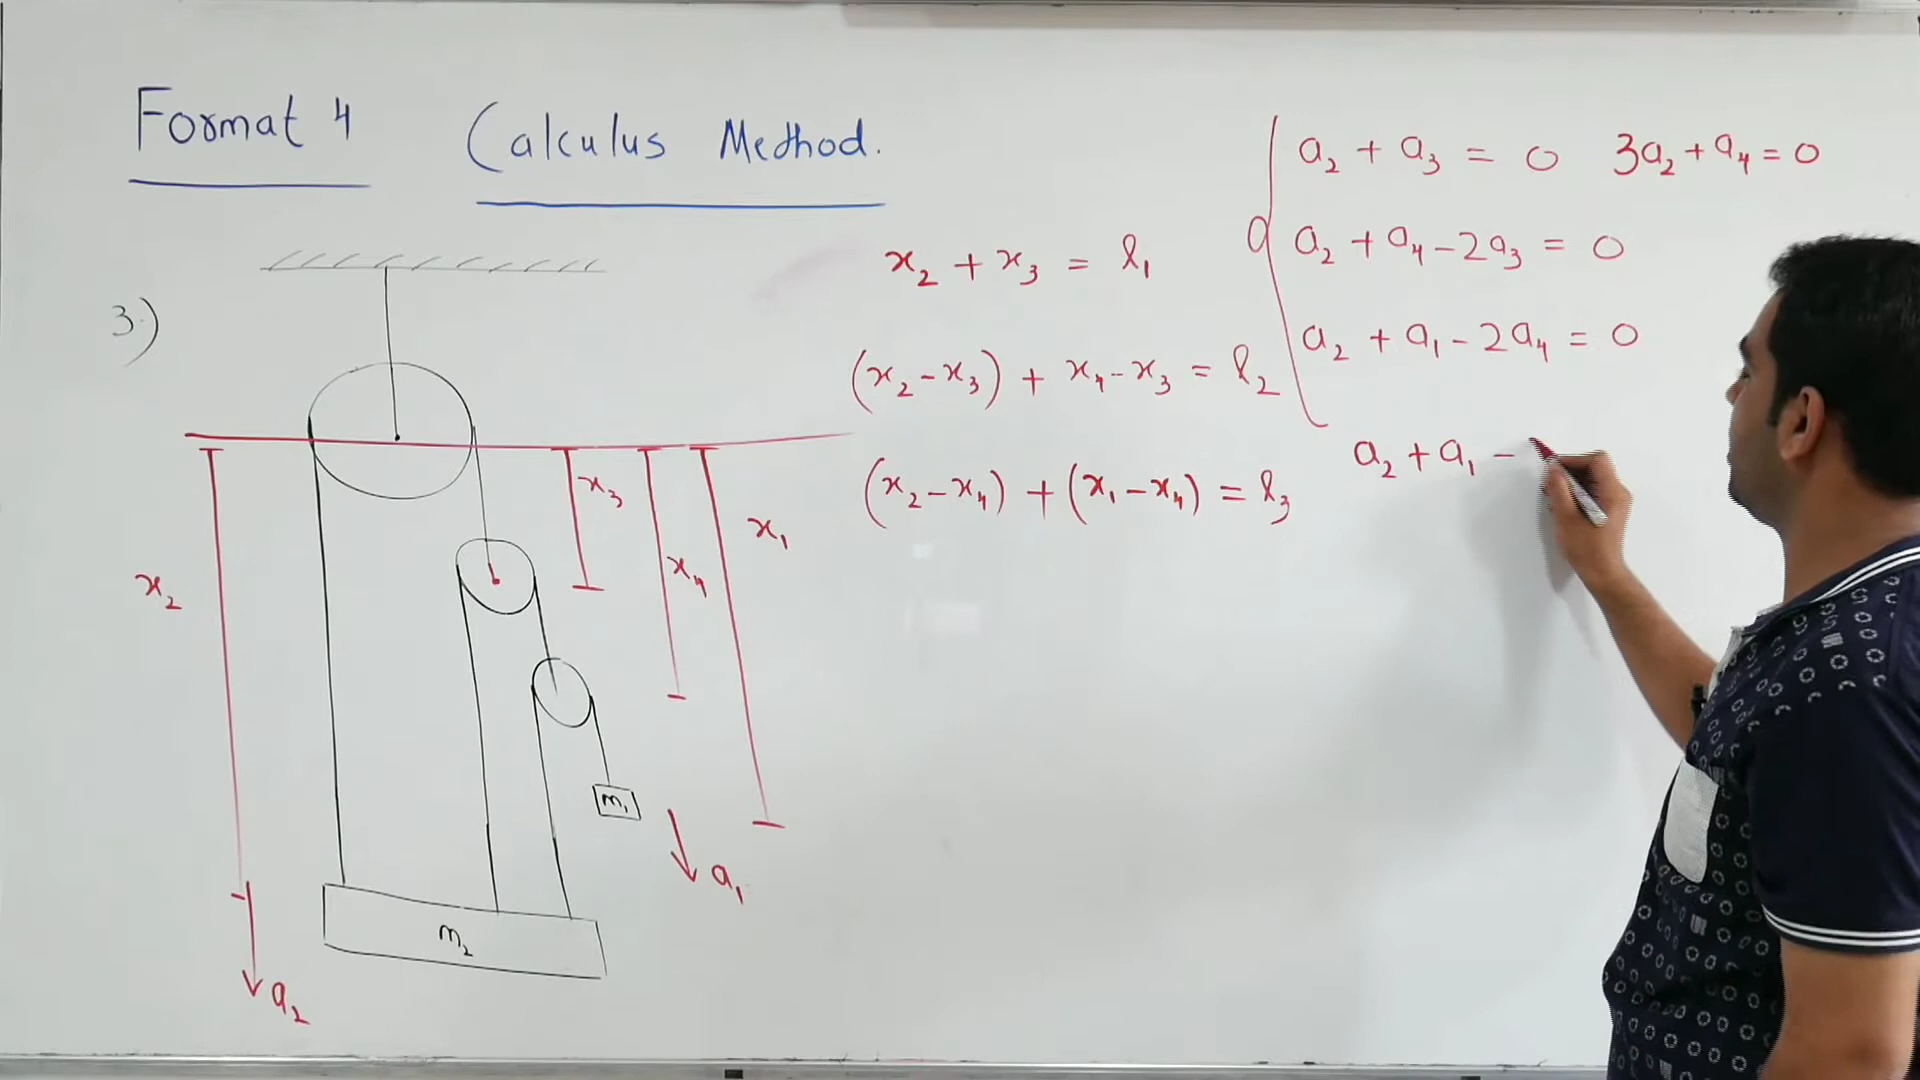 Format 4
Calculus Method.
3.)
x₂ + x₃ = l₁
(x₂ - x₃) + x₄ - x₃ = l₂
(x₂ - x₄) + (x₁ - x₄) = l₃
a₂ + a₃ = 0
3a₂ + a₄ = 0
a₂ + a₄ - 2a₃ = 0
a₂ + a₁ - 2a₄ = 0
a₂ + a₁ -
x₂
x₃
x₄
x₁
m₁
a₁
m₂
a₂